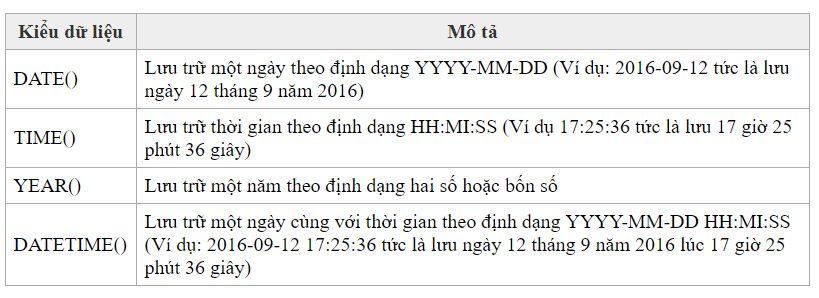 Kiểu dữ liệu Mô tả
DATE() Lưu trữ một ngày theo định dạng YYYY-MM-DD (Ví dụ: 2016-09-12 tức là lưu
ngày 12 tháng 9 năm 2016)
TIME() Lưu trữ thời gian theo định dạng HH:MI:SS (Ví dụ 17:25:36 tức là lưu 17 giờ 25
phút 36 giây)
YEAR() Lưu trữ một năm theo định dạng hai số hoặc bốn số
DATETIME() Lưu trữ một ngày cùng với thời gian theo định dạng YYYY-MM-DD HH:MI:SS
(Ví dụ: 2016-09-12 17:25:36 tức là lưu ngày 12 tháng 9 năm 2016 lúc 17 giờ 25
phút 36 giây)